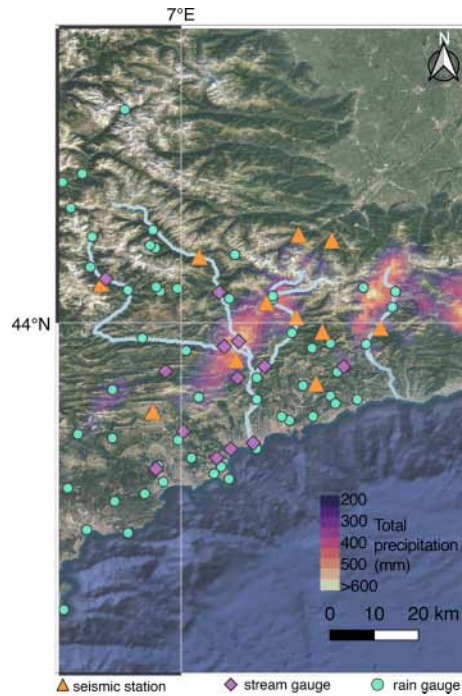 7°E
N
44°N
200
300
400
500
>600
Total
precipitation
(mm)
0 10 20 km
seismic station
stream gauge
rain gauge